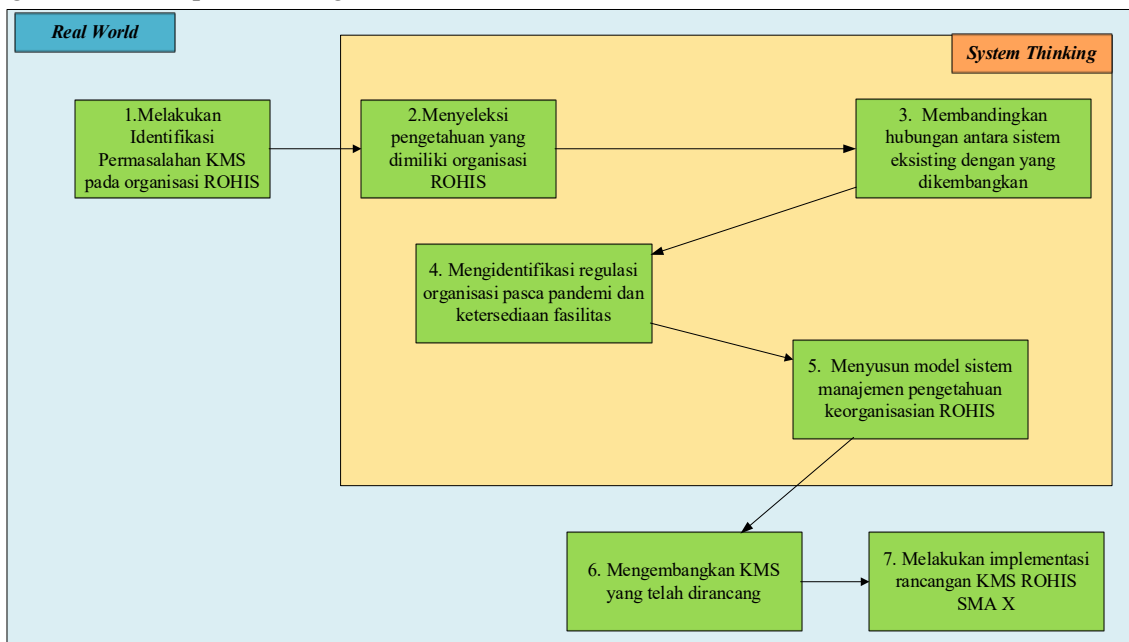 Real World
System Thinking
1.Melakukan
Identifikasi
Permasalahan KMS
pada organisasi ROHIS
2.Menyeleksi
pengetahuan yang
dimiliki organisasi
ROHIS
3. Membandingkan
hubungan antara sistem
eksisting dengan yang
dikembangkan
4. Mengidentifikasi regulasi
organisasi pasca pandemi dan
ketersediaan fasilitas
5. Menyusun model sistem
manajemen pengetahuan
keorganisasian ROHIS
6. Mengembangkan KMS
yang telah dirancang
7. Melakukan implementasi
rancangan KMS ROHIS
SMA X